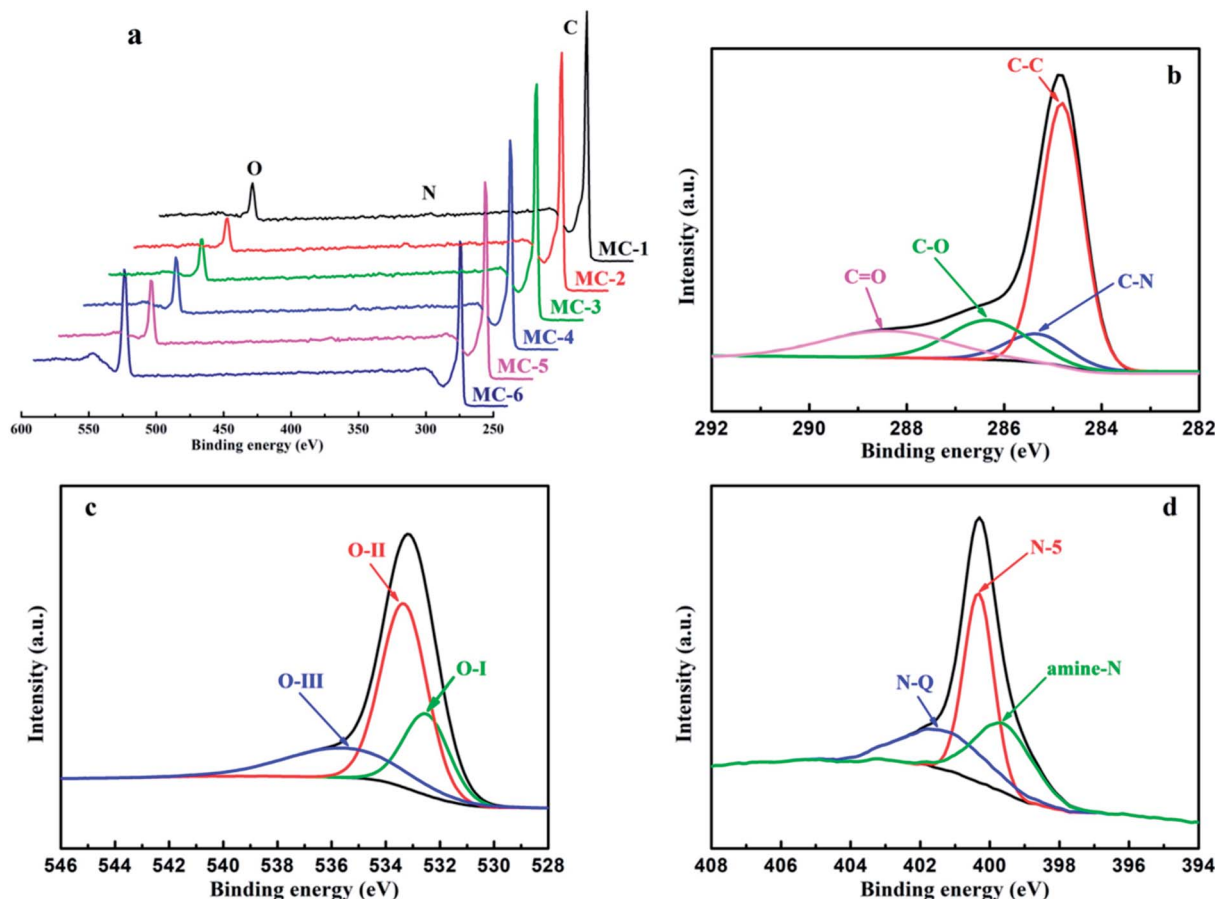 a
C
O
N
MC-1
MC-2
MC-3
MC-4
MC-5
MC-6
600 550 500 450 400 350 300 250
Binding energy (eV)
b
C-C
C-O
C=O
C-N
Intensity (a.u.)
292 290 288 286 284 282
Binding energy (eV)
c
O-II
O-I
O-III
Intensity (a.u.)
546 544 542 540 538 536 534 532 530 528
Binding energy (eV)
d
N-5
N-Q
amine-N
Intensity (a.u.)
408 406 404 402 400 398 396 394
Binding energy (eV)